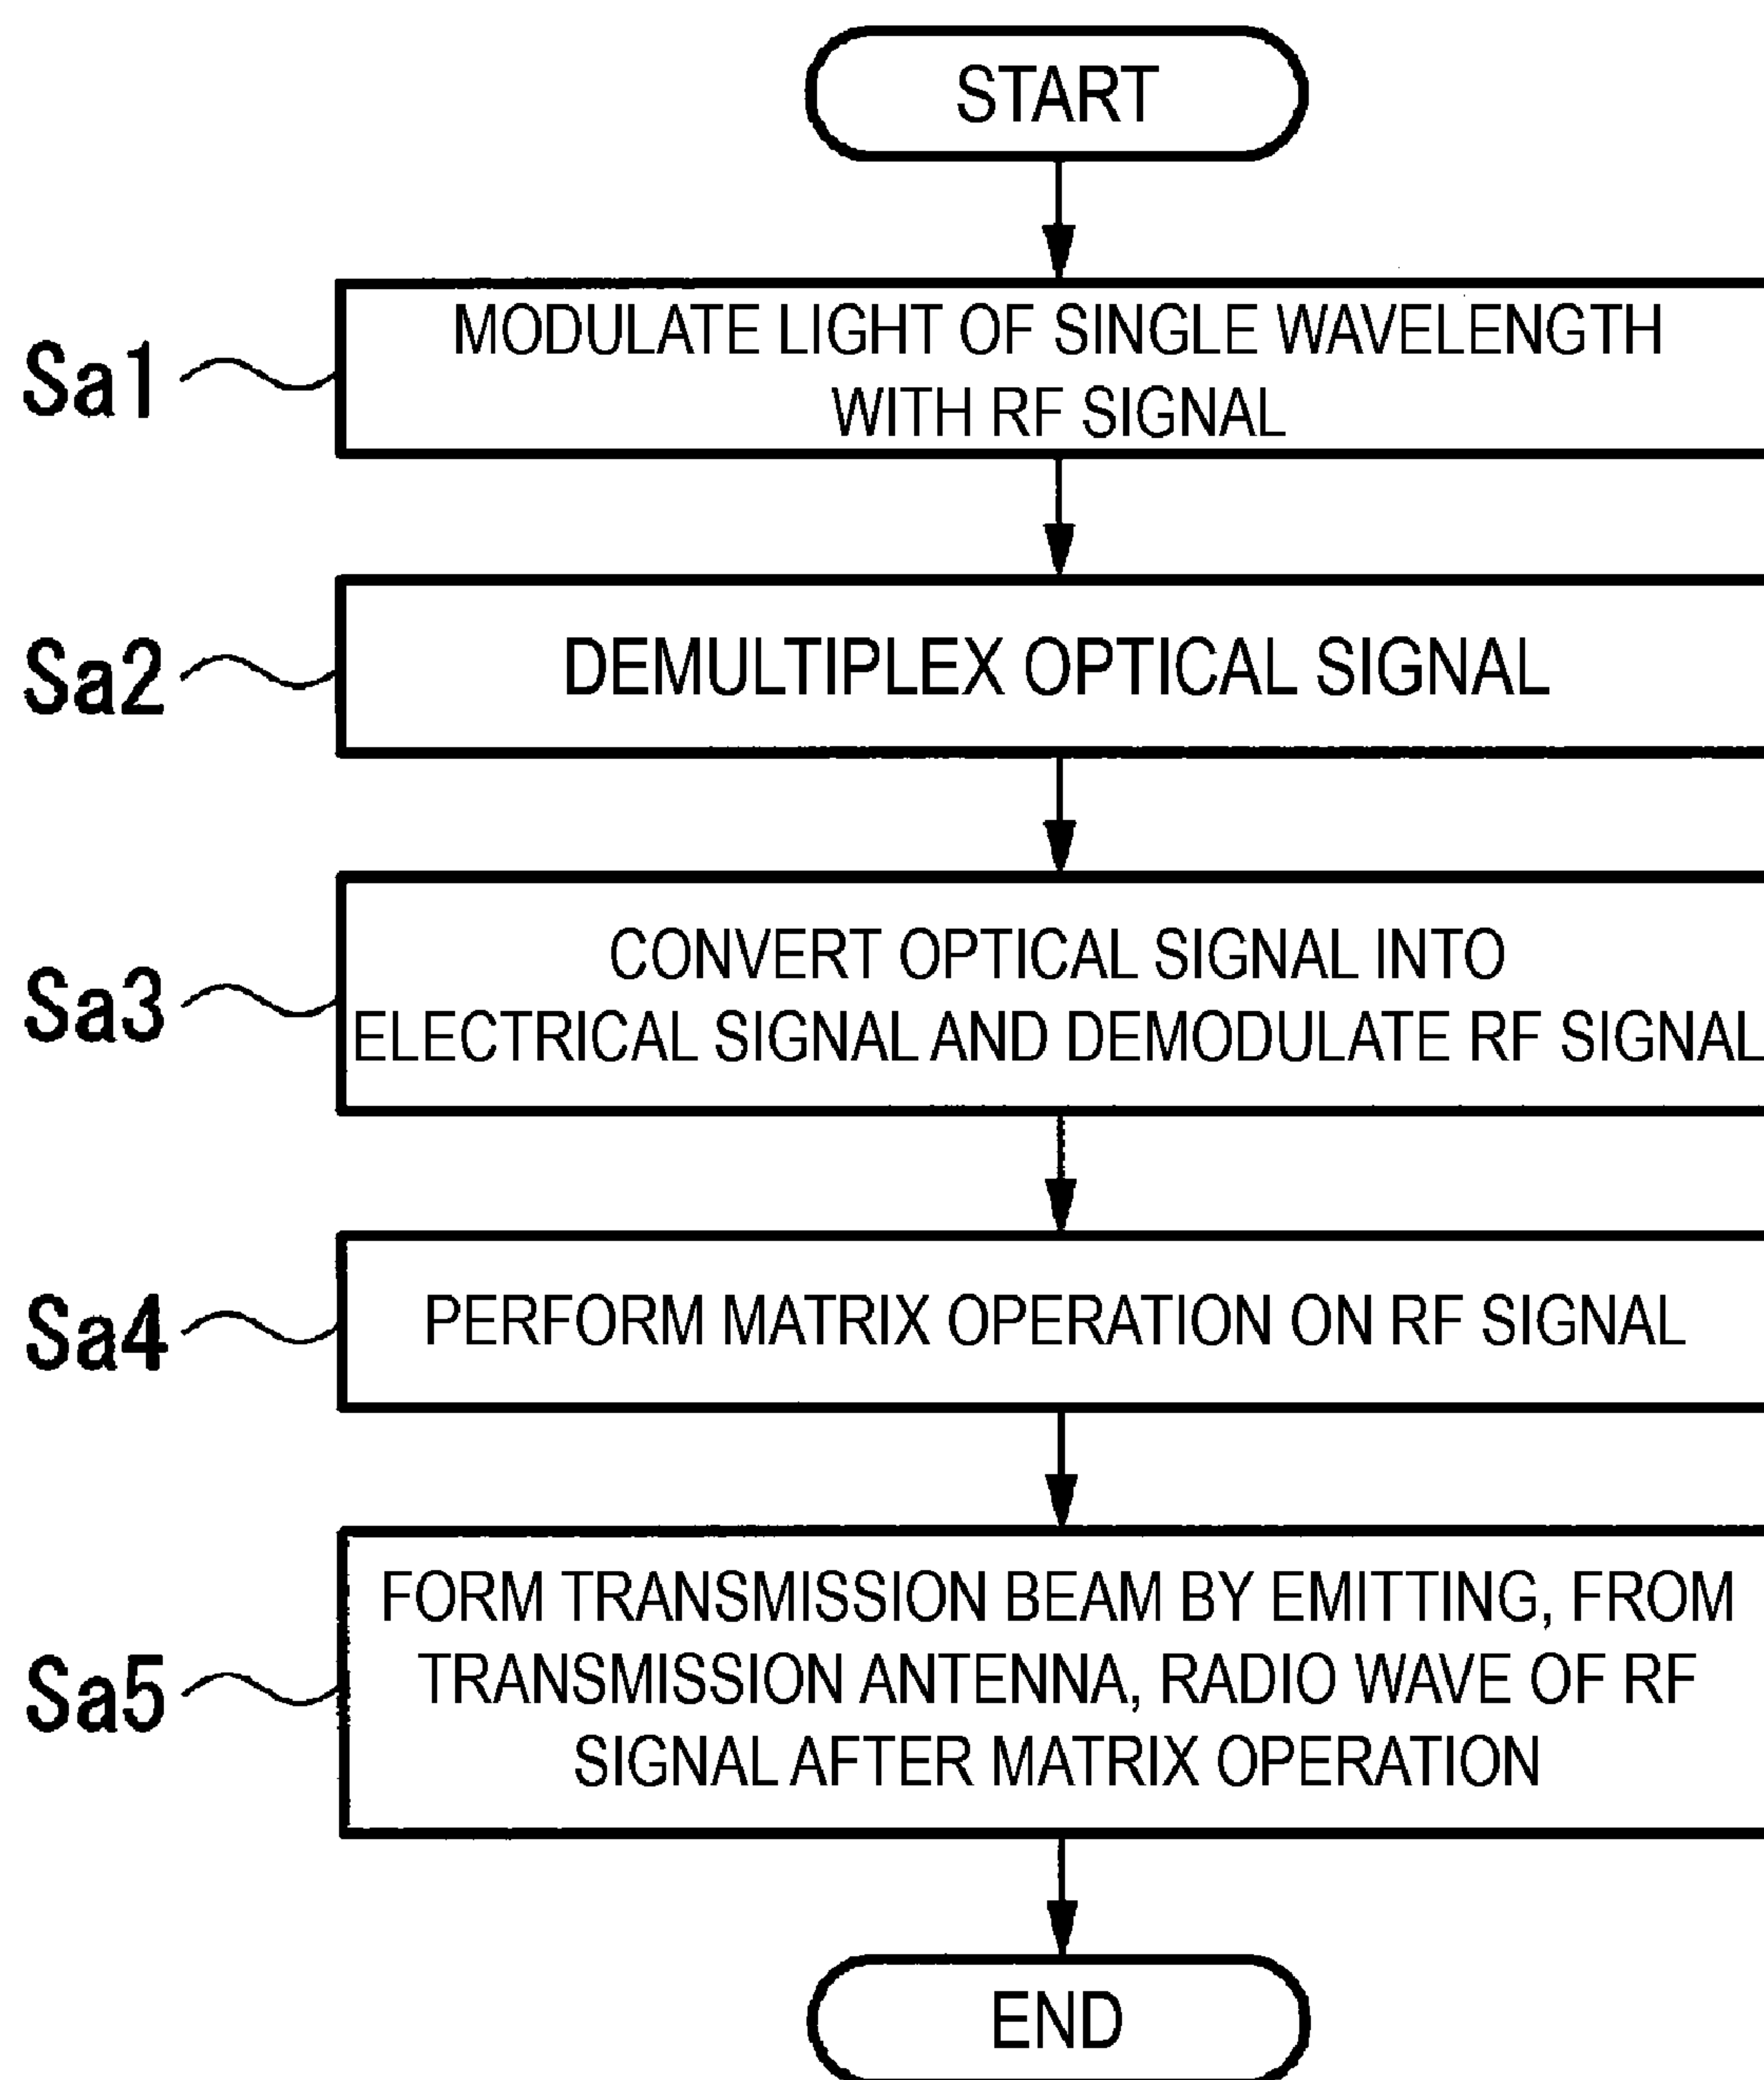 START
Sa1
MODULATE LIGHT OF SINGLE WAVELENGTH
WITH RF SIGNAL
Sa2
DEMULTIPLEX OPTICAL SIGNAL
Sa3
CONVERT OPTICAL SIGNAL INTO
ELECTRICAL SIGNAL AND DEMODULATE RF SIGNAL
Sa4
PERFORM MATRIX OPERATION ON RF SIGNAL
Sa5
FORM TRANSMISSION BEAM BY EMITTING, FROM
TRANSMISSION ANTENNA, RADIO WAVE OF RF
SIGNAL AFTER MATRIX OPERATION
END